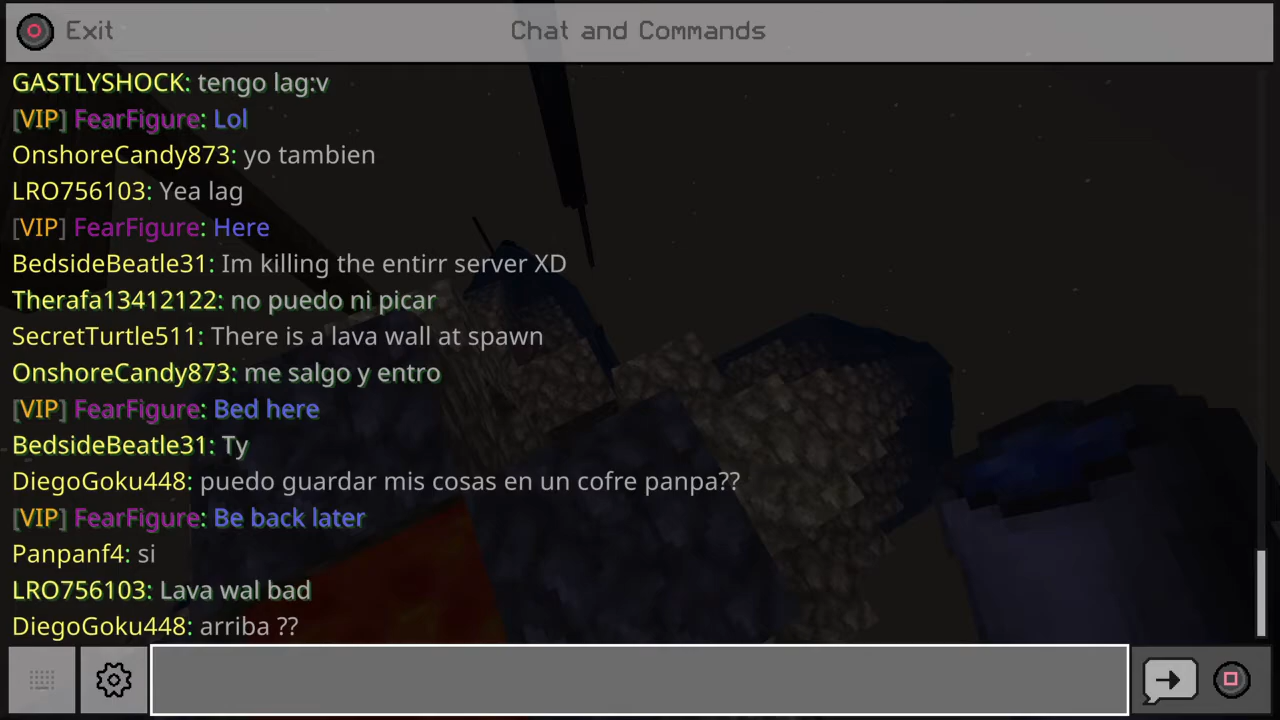 Exit
Chat and Commands
GASTLYSHOCK: tengo lag:v
[VIP] FearFigure: Lol
OnshoreCandy873: yo tambien
LRO756103: Yea lag
[VIP] FearFigure: Here
BedsideBeatle31: Im killing the entirr server XD
Therafa13412122: no puedo ni picar
SecretTurtle511: There is a lava wall at spawn
OnshoreCandy873: me salgo y entro
[VIP] FearFigure: Bed here
BedsideBeatle31: Ty
DiegoGoku448: puedo guardar mis cosas en un cofre panpa??
[VIP] FearFigure: Be back later
Panpanf4: si
LRO756103: Lava wal bad
DiegoGoku448: arriba ??